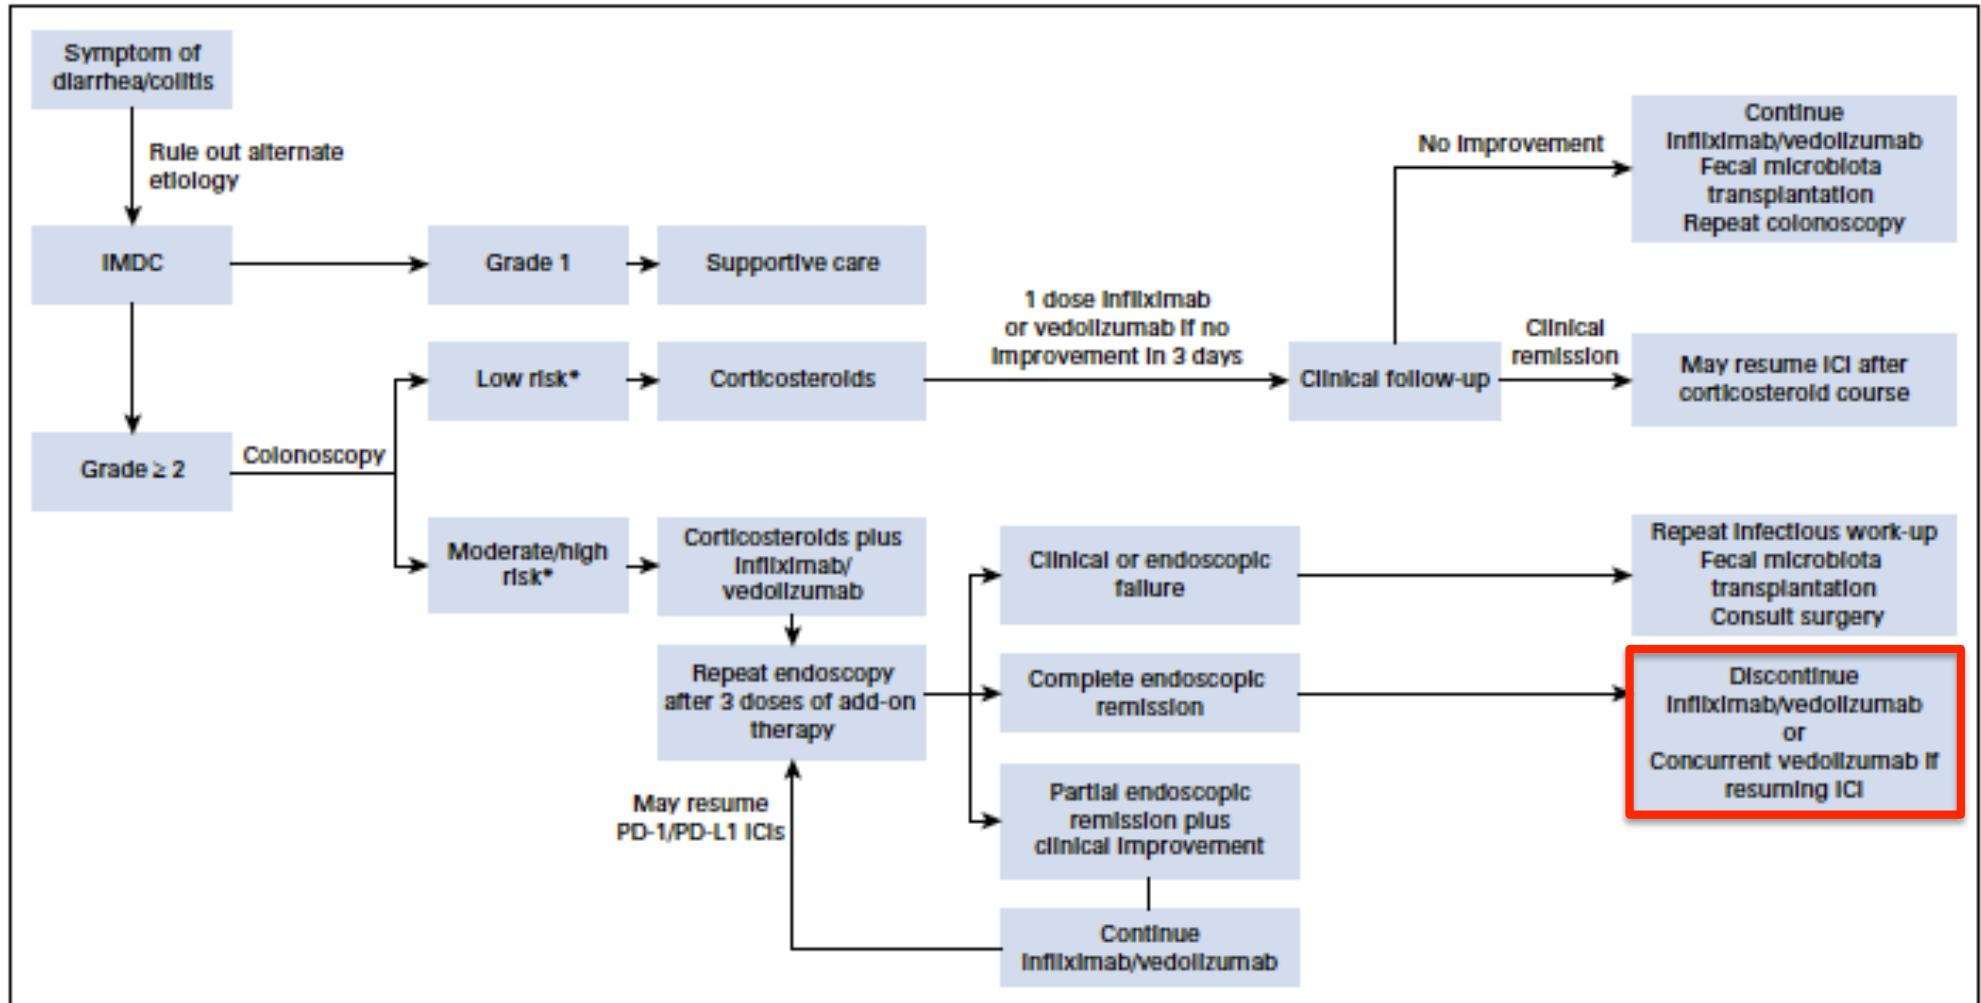 Symptom of
diarrhea/colitis
Rule out alternate
etiology
IMDC
Grade 1
Supportive care
Grade ≥ 2
Colonoscopy
Low risk*
Corticosteroids
1 dose infliximab
or vedolizumab if no
improvement in 3 days
Clinical follow-up
No improvement
Continue
infliximab/vedolizumab
Fecal microbiota
transplantation
Repeat colonoscopy
Clinical
remission
May resume ICI after
corticosteroid course
Moderate/high
risk*
Corticosteroids plus
infliximab/
vedolizumab
Repeat endoscopy
after 3 doses of add-on
therapy
Clinical or endoscopic
failure
Repeat infectious work-up
Fecal microbiota
transplantation
Consult surgery
Complete endoscopic
remission
Discontinue
infliximab/vedolizumab
or
Concurrent vedolizumab if
resuming ICI
Partial endoscopic
remission plus
clinical improvement
Continue
infliximab/vedolizumab
May resume
PD-1/PD-L1 ICIs